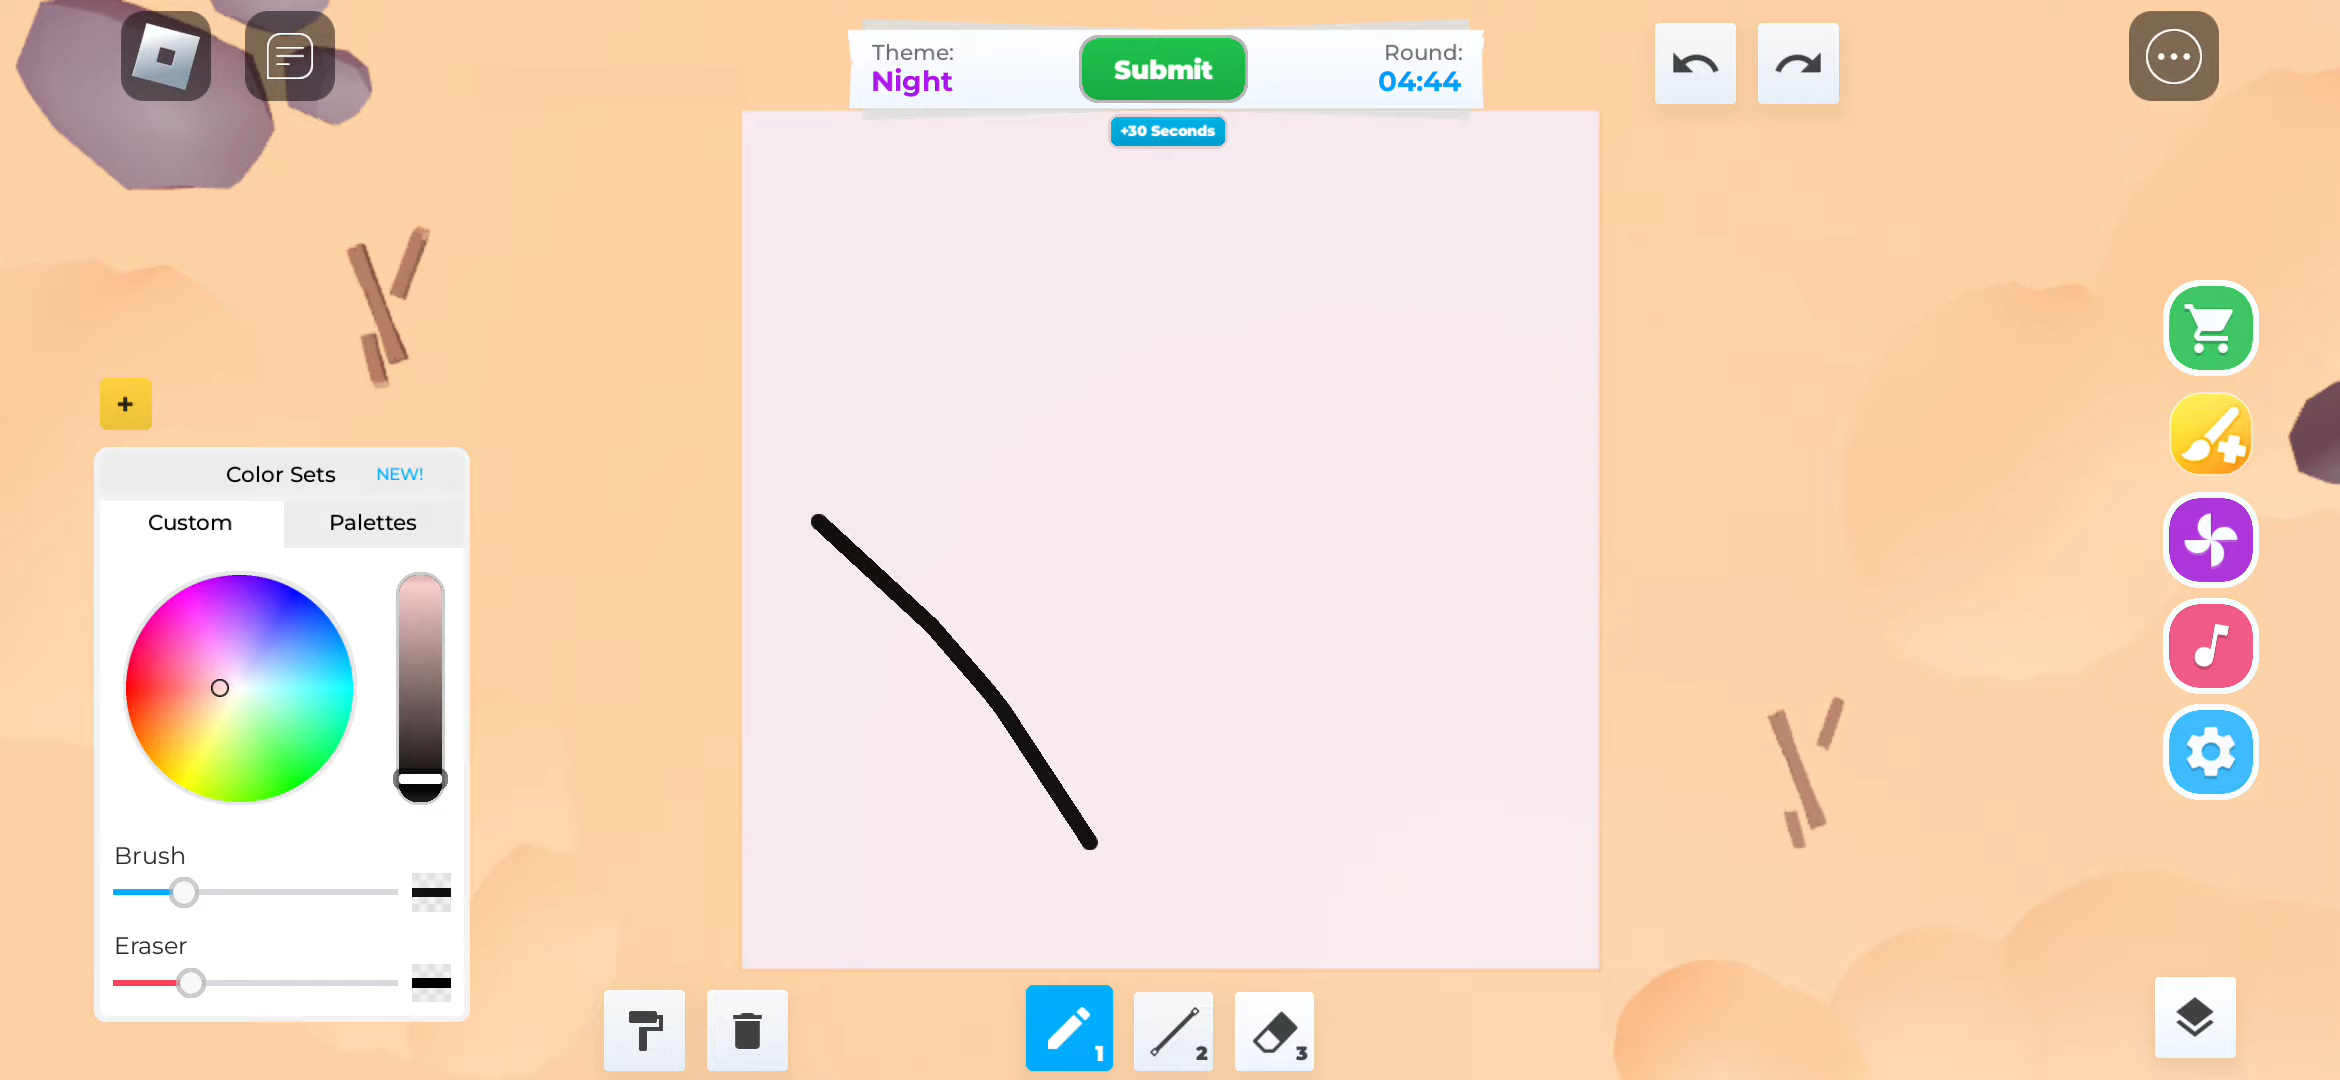 Theme:
Night
Submit
Round:
04:44
+30 Seconds
+
Color Sets NEW!
Custom Palettes
Brush
Eraser
1
2
3